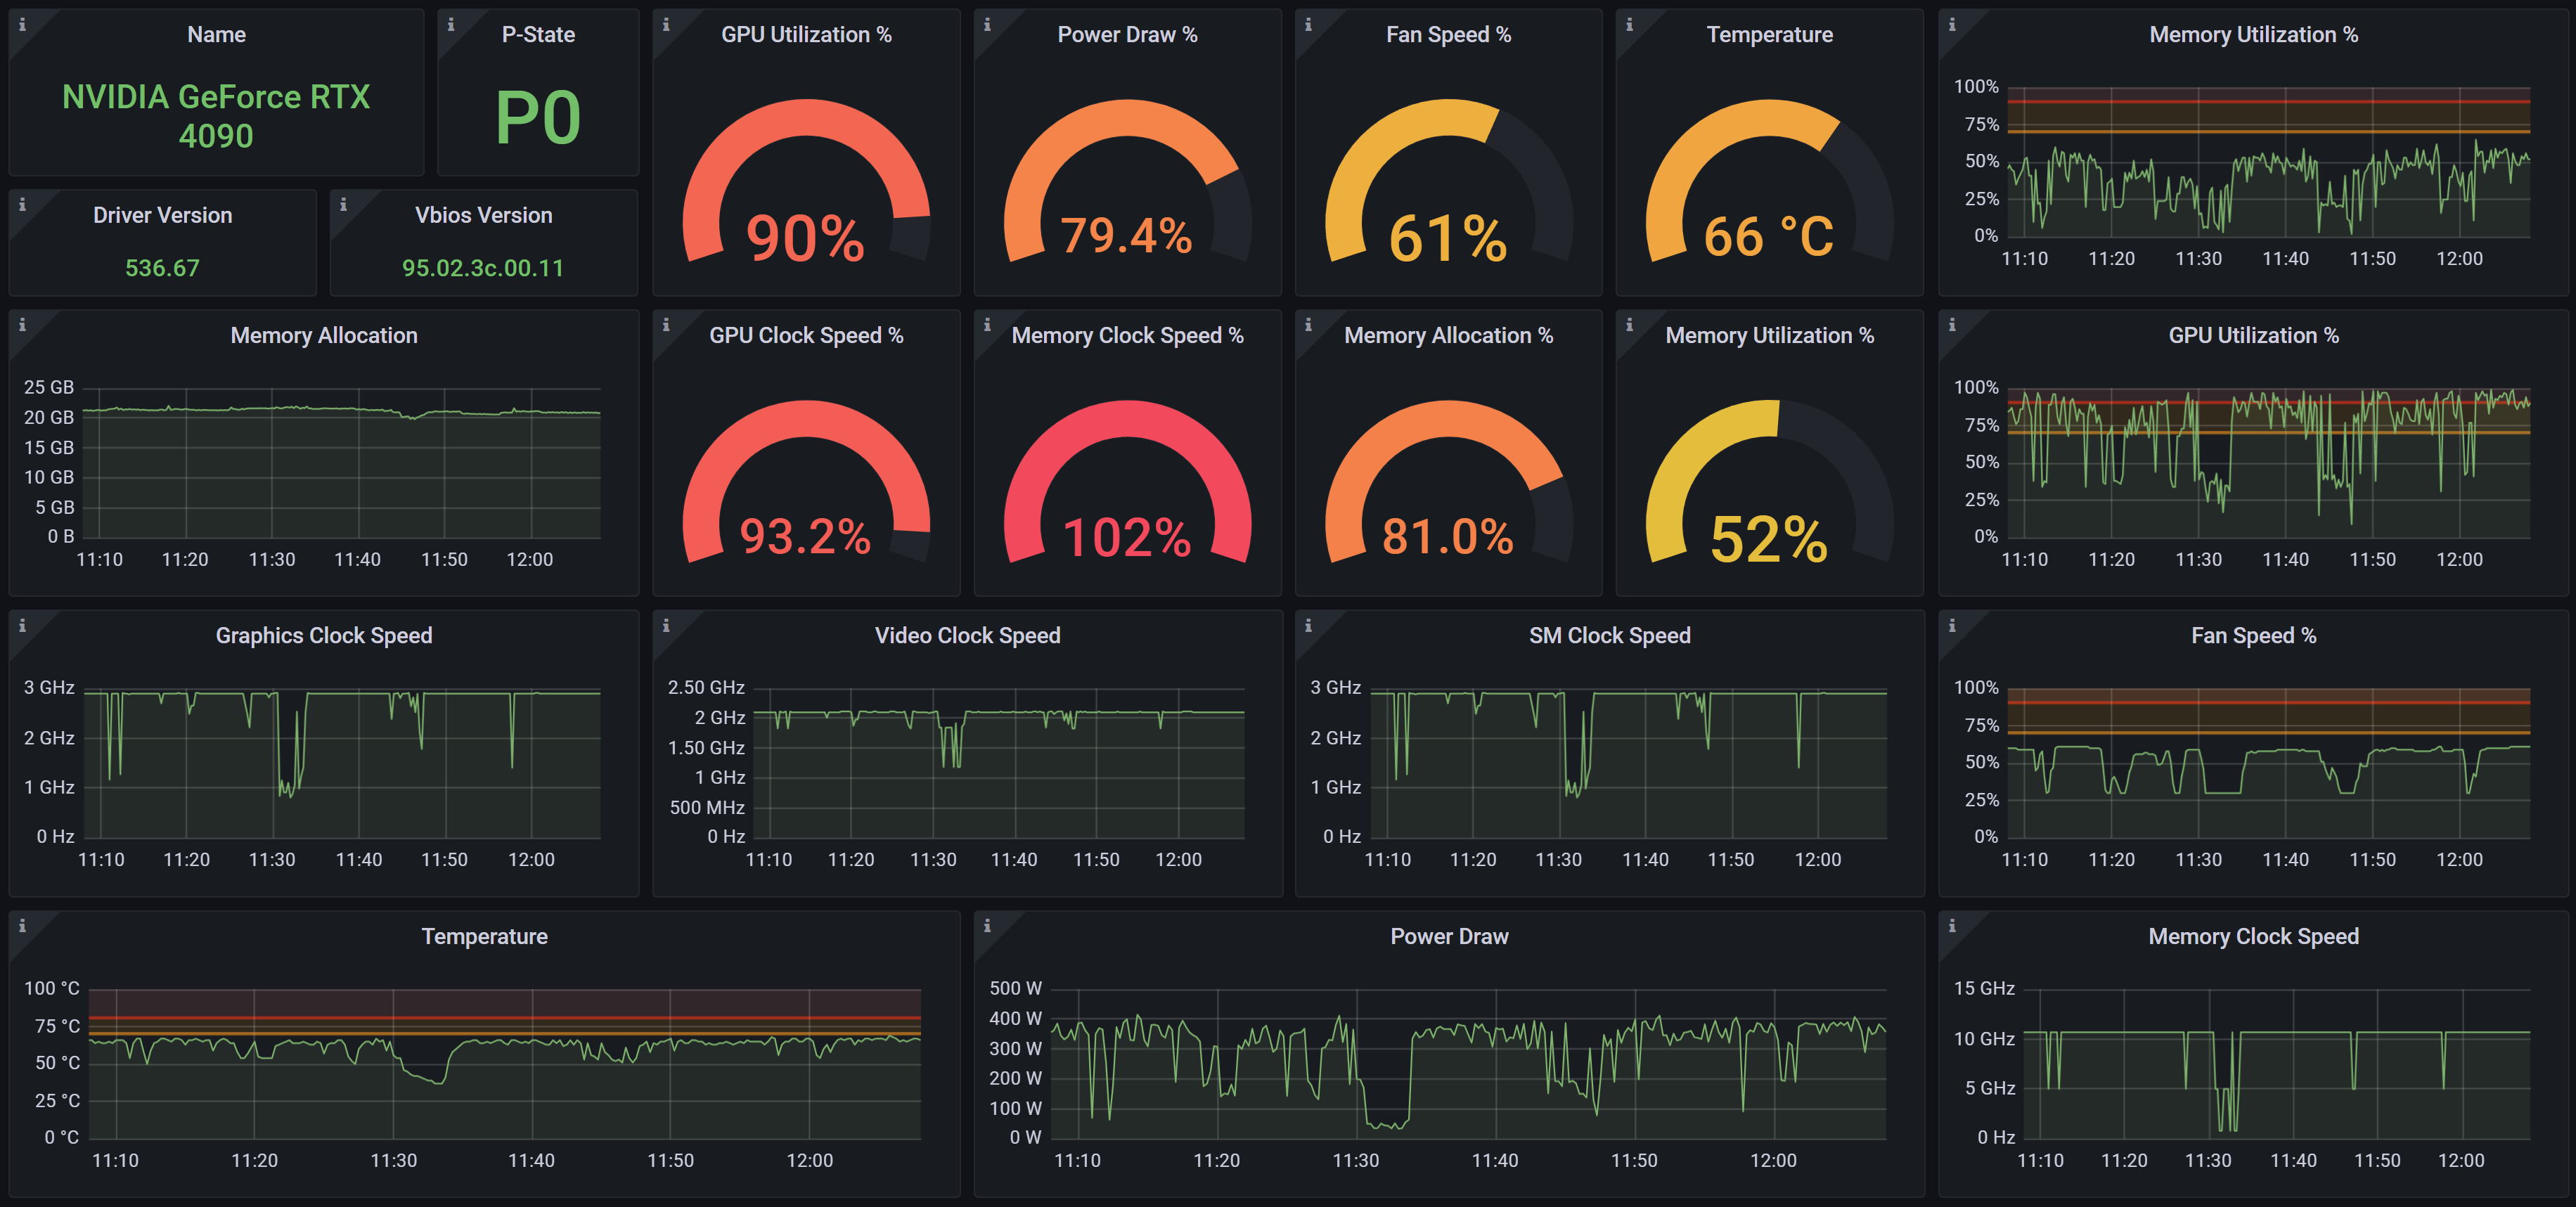 Name
NVIDIA GeForce RTX
4090
P-State
P0
GPU Utilization %
90%
Power Draw %
79.4%
Fan Speed %
61%
Temperature
66 °C
Memory Utilization %
100%
75%
50%
25%
0%
11:10 11:20 11:30 11:40 11:50 12:00
Driver Version
536.67
Vbios Version
95.02.3c.00.11
Memory Allocation
25 GB
20 GB
15 GB
10 GB
5 GB
0 B
11:10 11:20 11:30 11:40 11:50 12:00
GPU Clock Speed %
93.2%
Memory Clock Speed %
102%
Memory Allocation %
81.0%
Memory Utilization %
52%
GPU Utilization %
100%
75%
50%
25%
0%
11:10 11:20 11:30 11:40 11:50 12:00
Graphics Clock Speed
3 GHz
2 GHz
1 GHz
0 Hz
11:10 11:20 11:30 11:40 11:50 12:00
Video Clock Speed
2.50 GHz
2 GHz
1.50 GHz
1 GHz
500 MHz
0 Hz
11:10 11:20 11:30 11:40 11:50 12:00
SM Clock Speed
3 GHz
2 GHz
1 GHz
0 Hz
11:10 11:20 11:30 11:40 11:50 12:00
Fan Speed %
100%
75%
50%
25%
0%
11:10 11:20 11:30 11:40 11:50 12:00
Temperature
100 °C
75 °C
50 °C
25 °C
0 °C
11:10 11:20 11:30 11:40 11:50 12:00
Power Draw
500 W
400 W
300 W
200 W
100 W
0 W
11:10 11:20 11:30 11:40 11:50 12:00
Memory Clock Speed
15 GHz
10 GHz
5 GHz
0 Hz
11:10 11:20 11:30 11:40 11:50 12:00